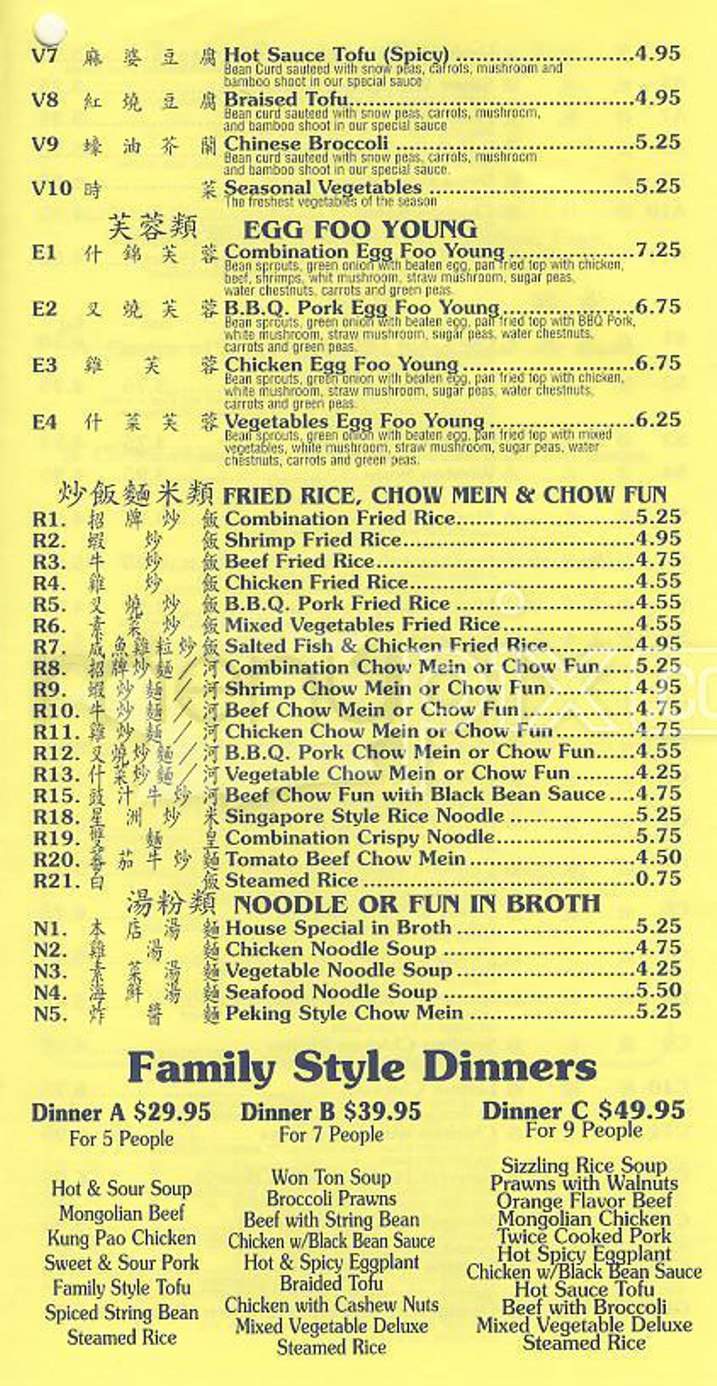 V7 麻婆豆腐 Hot Sauce Tofu (Spicy) ..........4.95
Bean Curd sauteed with snow peas, carrots, mushroom and
bamboo shoot in our special sauce
V8 紅燒豆腐 Braised Tofu..........4.95
Bean curd sauteed with snow peas, carrots, mushroom,
and bamboo shoot in our special sauce
V9 蠔油芥蘭 Chinese Broccoli ..........5.25
Bean curd sauteed with snow peas, carrots, mushroom
and bamboo shoot in our special sauce.
V10 時菜 Seasonal Vegetables ..........5.25
The freshest vegetables of the season
芙蓉類 EGG FOO YOUNG
E1 什錦芙蓉 Combination Egg Foo Young..........7.25
Bean sprouts, green onion with beaten egg, pan fried top with chicken,
beef, shrimps, whit mushroom, straw mushroom, sugar peas,
water chestnuts, carrots and green peas.
E2 叉燒芙蓉 B.B.Q. Pork Egg Foo Young..........6.75
Bean sprouts, green onion with beaten egg, pan fried top with BBQ Pork,
white mushroom, straw mushroom, sugar peas, water chestnuts,
carrots and green peas.
E3 雞芙蓉 Chicken Egg Foo Young..........6.75
Bean sprouts, green onion with beaten egg, pan fried top with chicken,
white mushroom, straw mushroom, sugar peas, water chestnuts,
carrots and green peas.
E4 什菜芙蓉 Vegetables Egg Foo Young ..........6.25
Bean sprouts, green onion with beaten egg, pan fried top with mixed
vegetables, white mushroom, straw mushroom, sugar peas, water
chestnuts, carrots and green peas.
炒飯麵米類 FRIED RICE, CHOW MEIN & CHOW FUN
R1. 招牌炒飯 Combination Fried Rice..........5.25
R2. 蝦炒飯 Shrimp Fried Rice..........4.95
R3. 牛炒飯 Beef Fried Rice..........4.75
R4. 雞炒飯 Chicken Fried Rice..........4.55
R5. 叉燒炒飯 B.B.Q. Pork Fried Rice ..........4.55
R6. 素菜炒飯 Mixed Vegetables Fried Rice..........4.55
R7. 咸魚雞粒炒飯 Salted Fish & Chicken Fried Rice..........4.95
R8. 招牌炒麵/河 Combination Chow Mein or Chow Fun....5.25
R9. 蝦炒麵/河 Shrimp Chow Mein or Chow Fun..........4.95
R10. 牛炒麵/河 Beef Chow Mein or Chow Fun..........4.75
R11. 雞炒麵/河 Chicken Chow Mein or Chow Fun..........4.75
R12. 叉燒炒麵/河 B.B.Q. Pork Chow Mein or Chow Fun......4.55
R13. 什菜炒麵/河 Vegetable Chow Mein or Chow Fun ........4.25
R15. 豉汁牛炒河 Beef Chow Fun with Black Bean Sauce ....4.75
R18. 星洲炒米 Singapore Style Rice Noodle ..........5.25
R19. 雙麵皇 Combination Crispy Noodle..........5.75
R20. 蕃茄牛炒麵 Tomato Beef Chow Mein..........4.50
R21. 白飯 Steamed Rice ..........0.75
湯粉類 NOODLE OR FUN IN BROTH
N1. 本店湯麵 House Special in Broth ..........5.25
N2. 雞湯麵 Chicken Noodle Soup ..........4.75
N3. 素菜湯麵 Vegetable Noodle Soup..........4.25
N4. 海鮮湯麵 Seafood Noodle Soup ..........5.50
N5. 炸醬麵 Peking Style Chow Mein ..........5.25
Family Style Dinners
Dinner A $29.95
For 5 People
Hot & Sour Soup
Mongolian Beef
Kung Pao Chicken
Sweet & Sour Pork
Family Style Tofu
Spiced String Bean
Steamed Rice
Dinner B $39.95
For 7 People
Won Ton Soup
Broccoli Prawns
Beef with String Bean
Chicken w/Black Bean Sauce
Hot & Spicy Eggplant
Braided Tofu
Chicken with Cashew Nuts
Mixed Vegetable Deluxe
Steamed Rice
Dinner C $49.95
For 9 People
Sizzling Rice Soup
Prawns with Walnuts
Orange Flavor Beef
Mongolian Chicken
Twice Cooked Pork
Hot Spicy Eggplant
Chicken w/Black Bean Sauce
Hot Sauce Tofu
Beef with Broccoli
Mixed Vegetable Deluxe
Steamed Rice